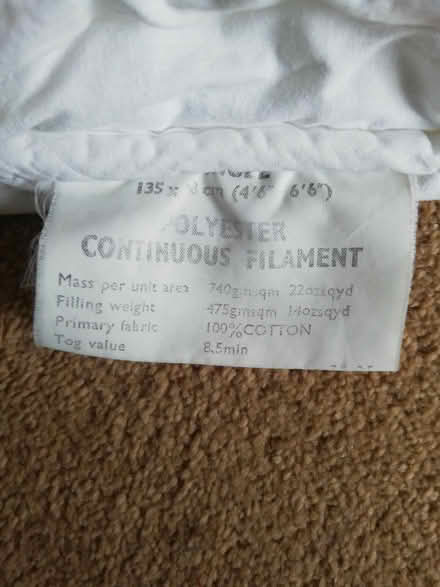 135 x cm (4'6" 6'6")
POLYESTER
CONTINUOUS FILAMENT
Mass per unit area 740gmsqm 22ozsqyd
Filling weight 475gmsqm 14ozsqyd
Primary fabric 100%COTTON
Tog value 8.5min